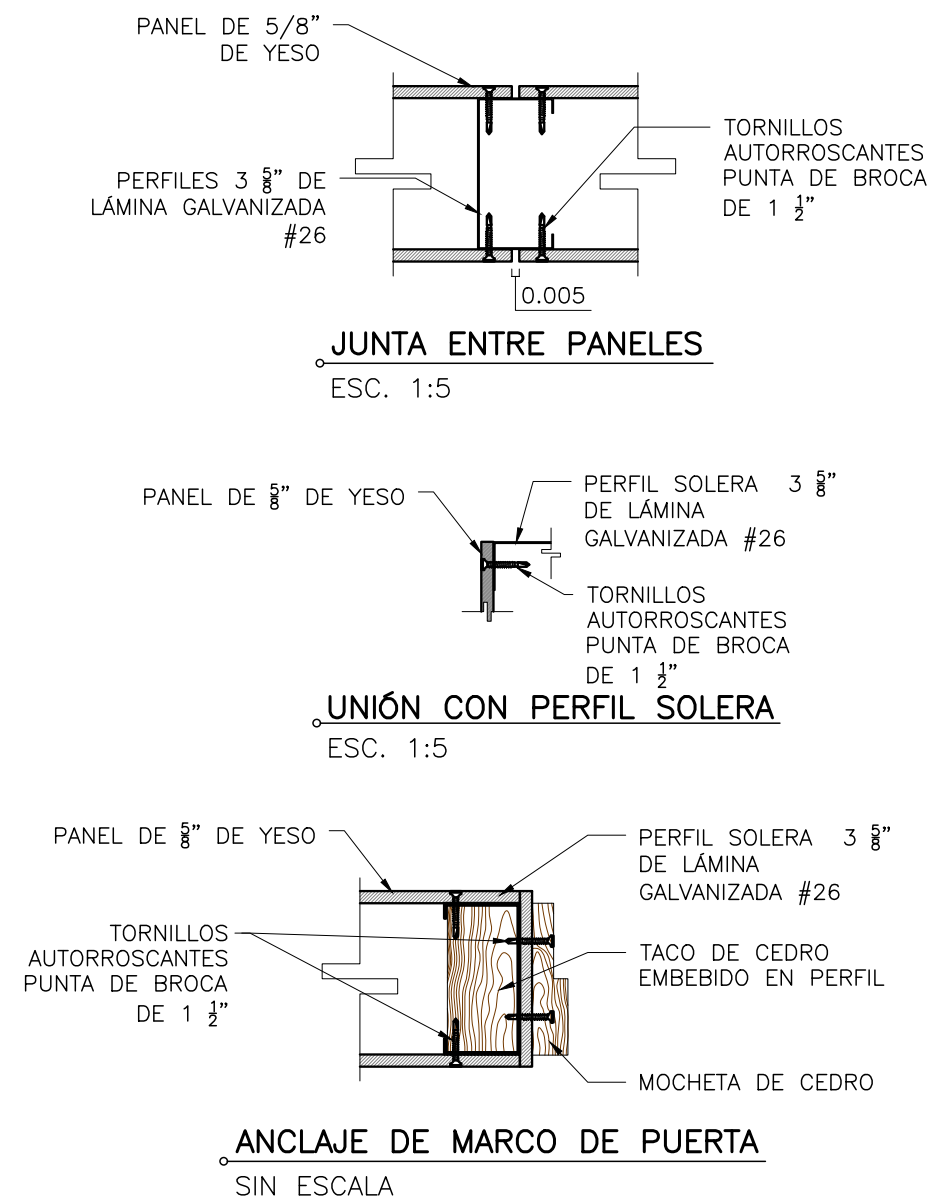 PANEL DE 5/8"
DE YESO
TORNILLOS
AUTORROSCANTES
PUNTA DE BROCA
DE 1 1/2"
PERFILES 3 5/8" DE
LÁMINA GALVANIZADA
#26
0.005
JUNTA ENTRE PANELES
ESC. 1:5
PANEL DE 5/8" DE YESO
PERFIL SOLERA 3 5/8"
DE LÁMINA
GALVANIZADA #26
TORNILLOS
AUTORROSCANTES
PUNTA DE BROCA
DE 1 1/2"
UNIÓN CON PERFIL SOLERA
ESC. 1:5
PANEL DE 5/8" DE YESO
PERFIL SOLERA 3 5/8"
DE LÁMINA
GALVANIZADA #26
TORNILLOS
AUTORROSCANTES
PUNTA DE BROCA
DE 1 1/2"
TACO DE CEDRO
EMBEBIDO EN PERFIL
MOCHETA DE CEDRO
ANCLAJE DE MARCO DE PUERTA
SIN ESCALA